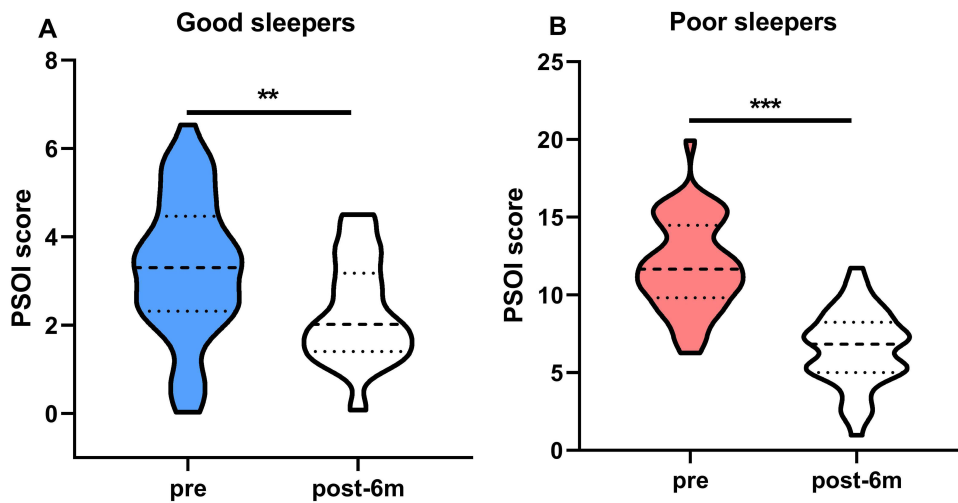 A
Good sleepers
8
6
4
2
0
PSQI score
**
pre
post-6m
B
Poor sleepers
25
20
15
10
5
0
PSQI score
***
pre
post-6m